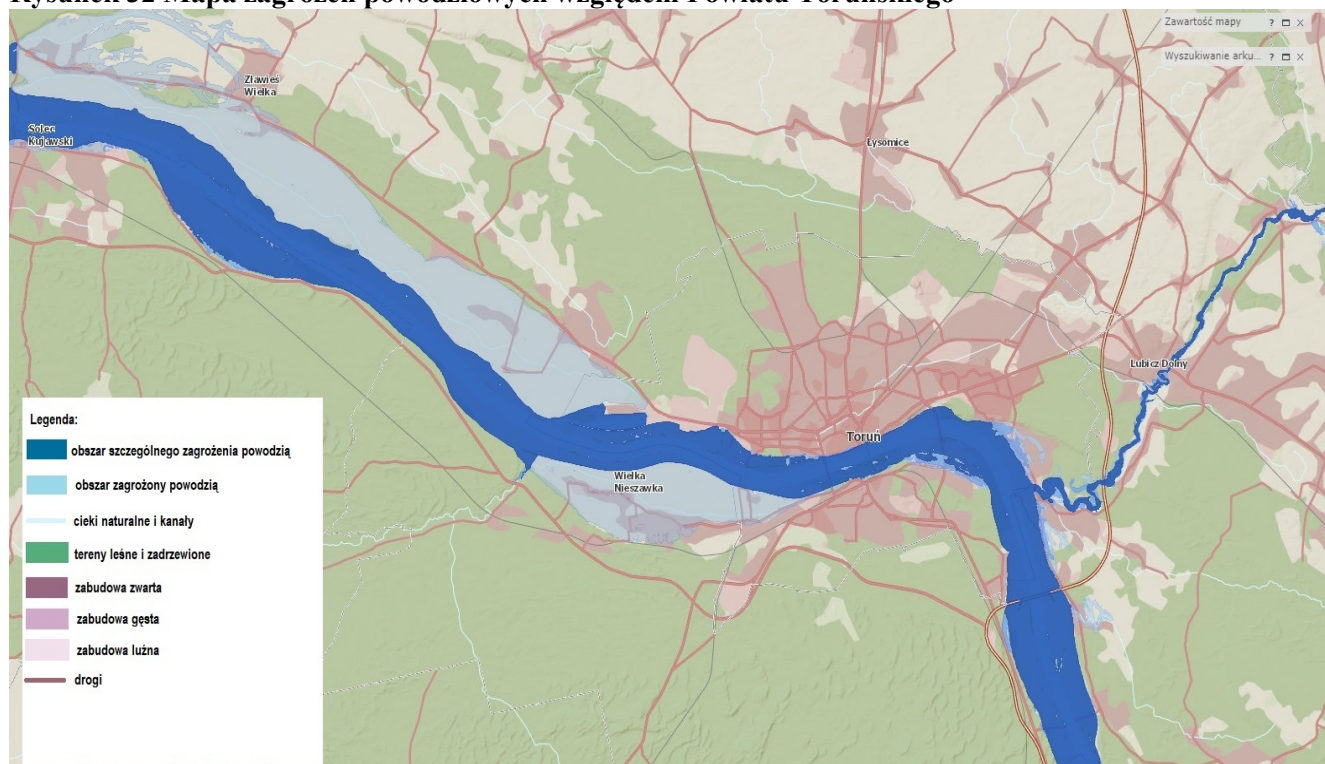 Rysunek 32 Mapa zagrożeń powodziowych względem Powiatu Toruńskiego
Zawartość mapy ?
Wyszukiwanie arku... ?
Zławieś
Wielka
Solec
Kujawski
Łysomice
Lubicz Dolny
Toruń
Wielka
Nieszawka
Legenda:
obszar szczególnego zagrożenia powodzią
obszar zagrożony powodzią
cieki naturalne i kanały
tereny leśne i zadrzewione
zabudowa zwarta
zabudowa gęsta
zabudowa luźna
drogi